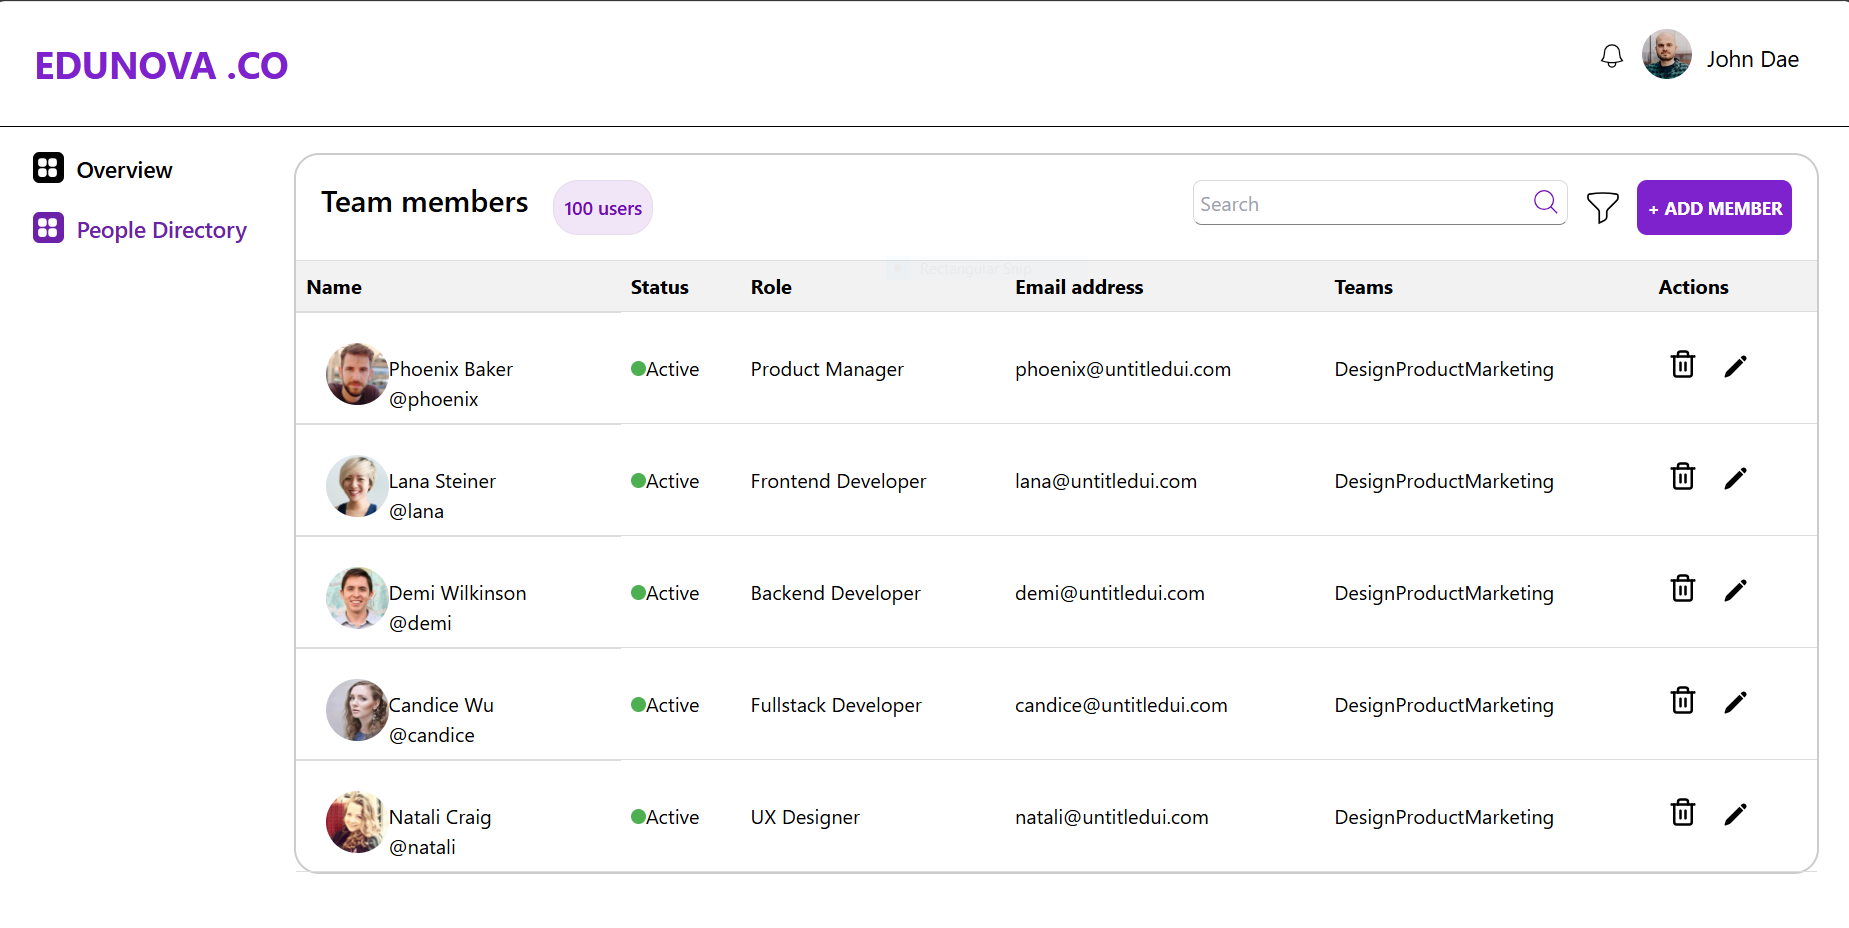 EDUNOVA .CO
John Dae
Overview
People Directory
Team members
100 users
Search
+ ADD MEMBER
Rectangular Snip
Name Status Role Email address Teams Actions
Phoenix Baker Active Product Manager phoenix@untitledui.com DesignProductMarketing
@phoenix
Lana Steiner Active Frontend Developer lana@untitledui.com DesignProductMarketing
@lana
Demi Wilkinson Active Backend Developer demi@untitledui.com DesignProductMarketing
@demi
Candice Wu Active Fullstack Developer candice@untitledui.com DesignProductMarketing
@candice
Natali Craig Active UX Designer natali@untitledui.com DesignProductMarketing
@natali